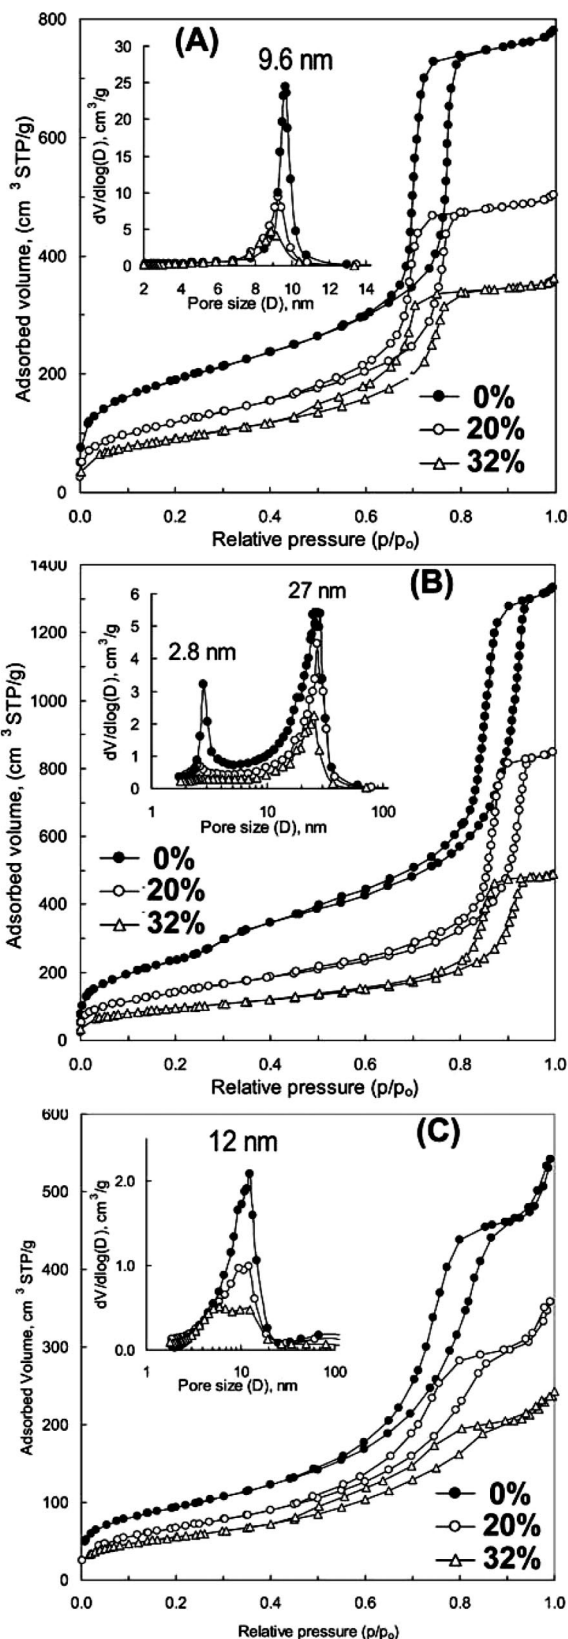 (A)
800
600
400
200
0
Adsorbed volume, (cm ³ STP/g)
30
25
20
15
10
5
0
dV/dlog(D), cm³/g
9.6 nm
2 4 6 8 10 12 14
Pore size (D), nm
0%
20%
32%
0.0 0.2 0.4 0.6 0.8 1.0
Relative pressure (p/pₒ)
(B)
1400
1200
1000
800
600
400
200
0
Adsorbed volume, (cm ³ STP/g)
6
5
4
3
2
1
0
dV/dlog(D), cm³/g
27 nm
2.8 nm
1 10 100
Pore size (D), nm
0%
20%
32%
0.0 0.2 0.4 0.6 0.8 1.0
Relative pressure (p/pₒ)
(C)
600
500
400
300
200
100
0
Adsorbed Volume, cm ³ STP/g
12 nm
2.0
1.0
0.0
dV/dlog(D), cm³/g
1 10 100
Pore size (D), nm
0%
20%
32%
0.0 0.2 0.4 0.6 0.8 1.0
Relative pressure (p/pₒ)